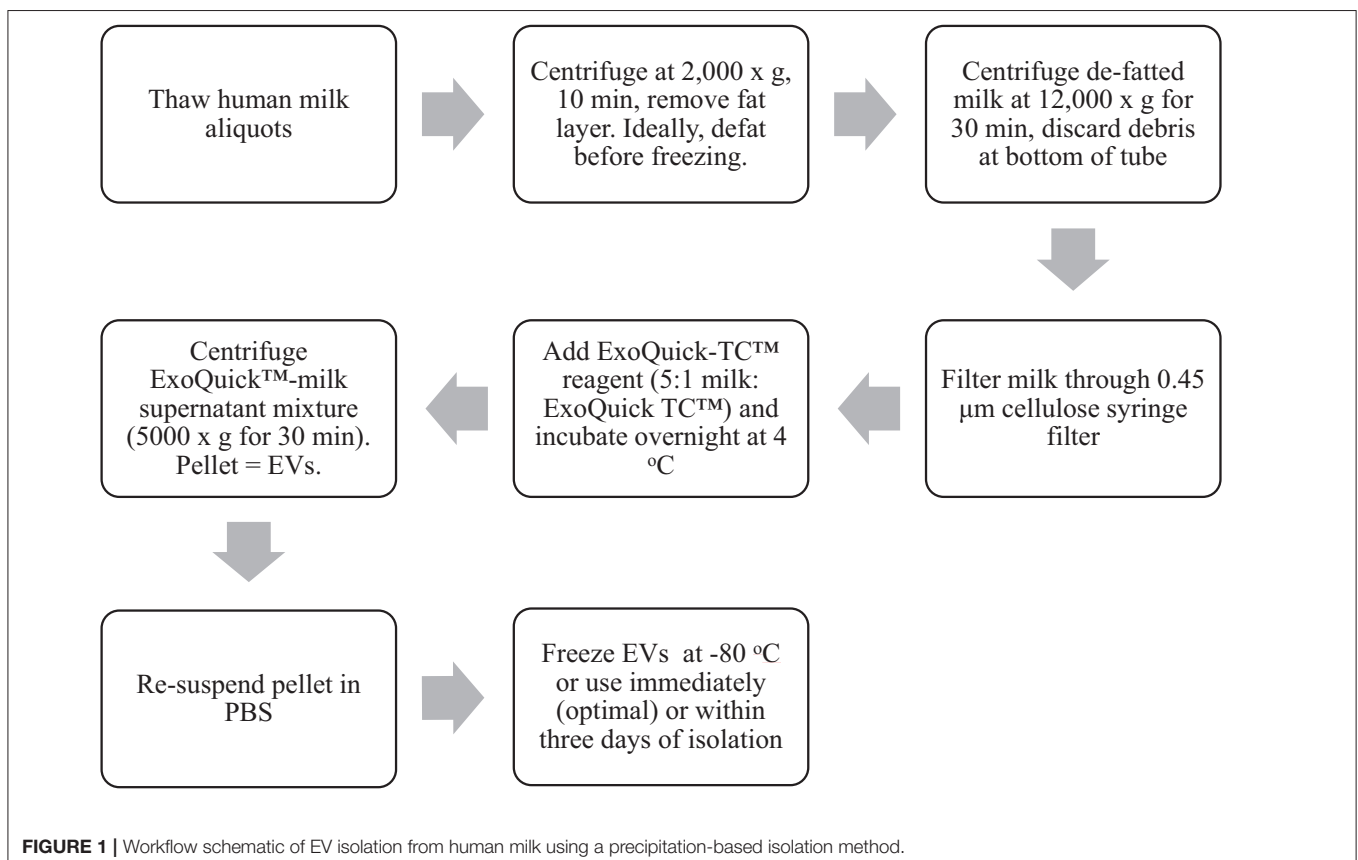 Thaw human milk
aliquots
Centrifuge at 2,000 x g,
10 min, remove fat
layer. Ideally, defat
before freezing.
Centrifuge de-fatted
milk at 12,000 x g for
30 min, discard debris
at bottom of tube
Filter milk through 0.45
μm cellulose syringe
filter
Add ExoQuick-TC™
reagent (5:1 milk:
ExoQuick TC™) and
incubate overnight at 4
ºC
Centrifuge
ExoQuick™-milk
supernatant mixture
(5000 x g for 30 min).
Pellet = EVs.
Re-suspend pellet in
PBS
Freeze EVs at -80 ºC
or use immediately
(optimal) or within
three days of isolation
FIGURE 1 | Workflow schematic of EV isolation from human milk using a precipitation-based isolation method.